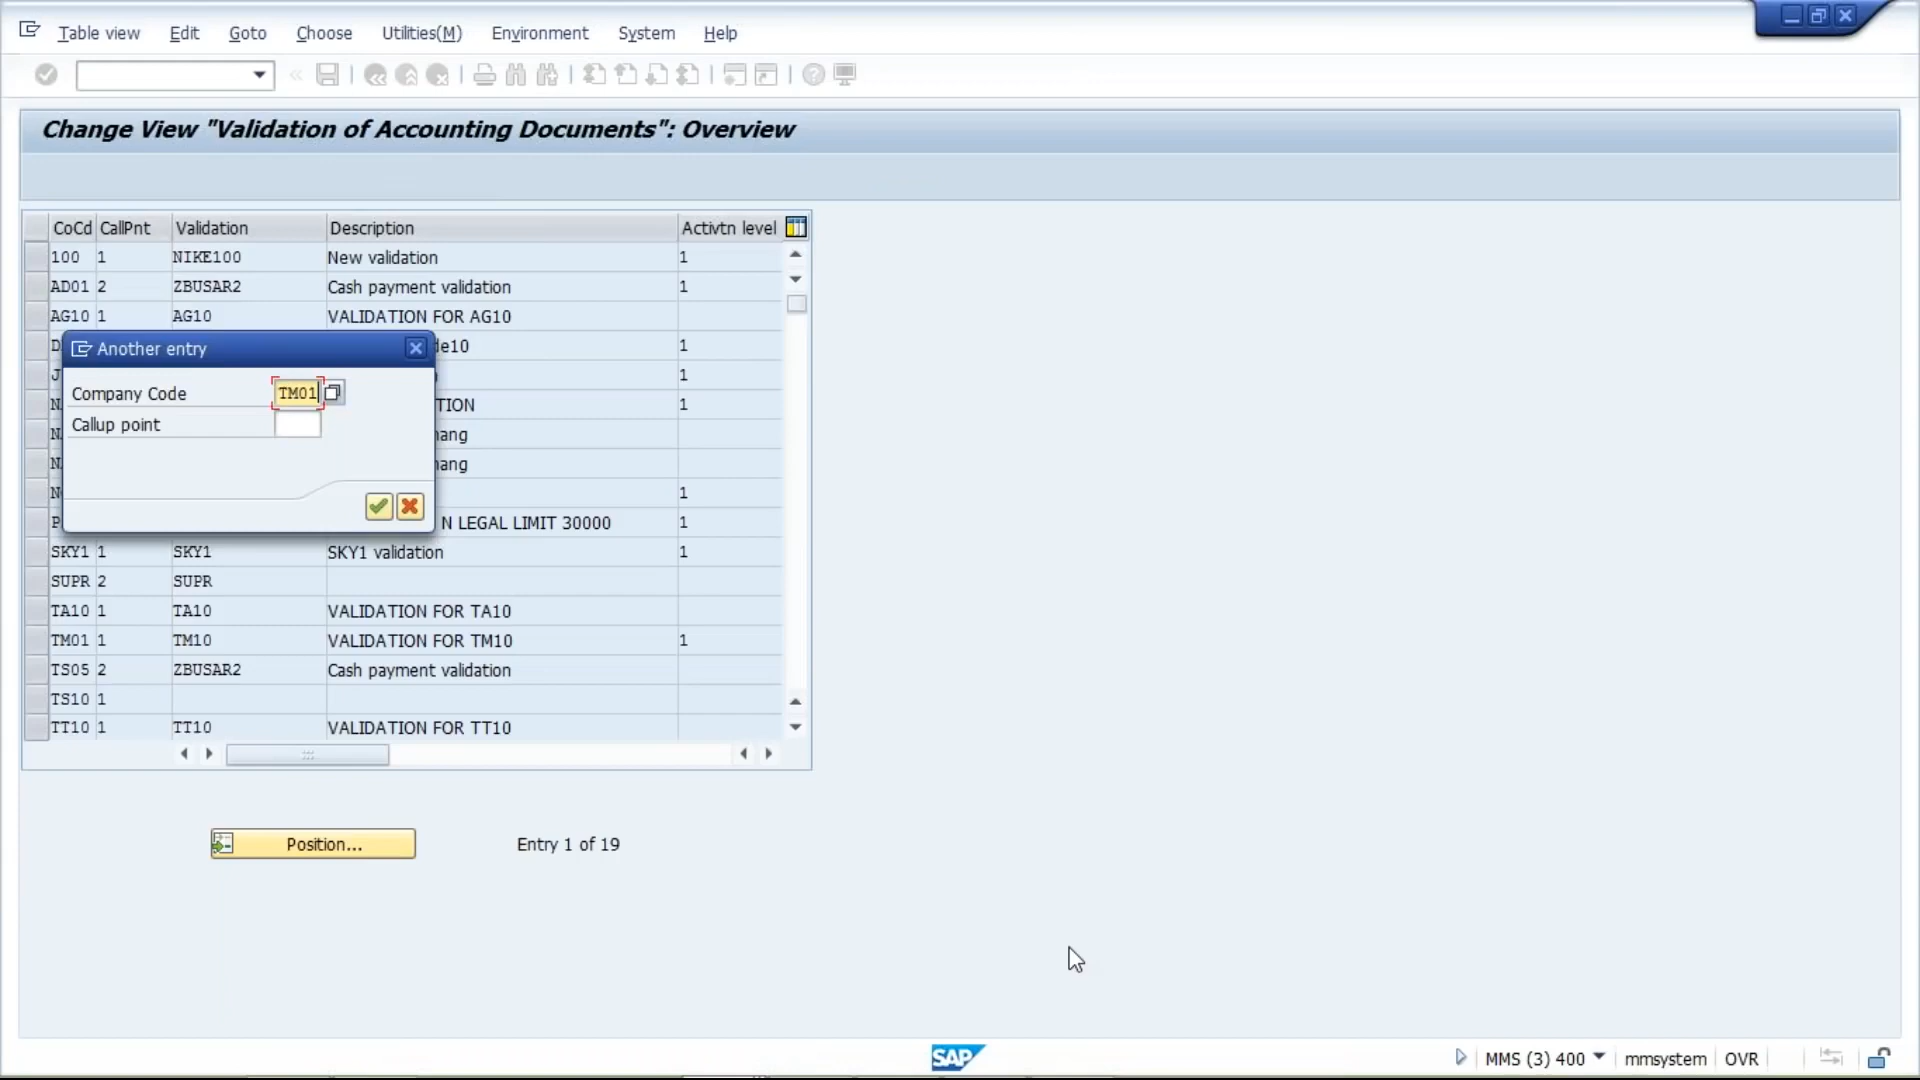 Table view Edit Goto Choose Utilities(M) Environment System Help
Change View "Validation of Accounting Documents": Overview
CoCd CallPnt Validation Description Activtn level
100 1 NIKE100 New validation 1
AD01 2 ZBUSAR2 Cash payment validation 1
AG10 1 AG10 VALIDATION FOR AG10
de10 1
1
TION 1
hang
hang
1
N LEGAL LIMIT 30000 1
Another entry
Company Code TM01
Callup point
SKY1 1 SKY1 SKY1 validation 1
SUPR 2 SUPR
TA10 1 TA10 VALIDATION FOR TA10
TM01 1 TM10 VALIDATION FOR TM10 1
TS05 2 ZBUSAR2 Cash payment validation
TS10 1
TT10 1 TT10 VALIDATION FOR TT10
Position... Entry 1 of 19
SAP MMS (3) 400 mmsystem OVR